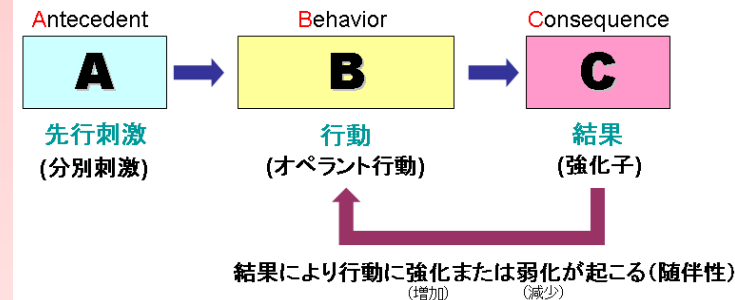 Antecedent Behavior Consequence
A B C
先行刺激 行動 結果
(分別刺激) (オペラント行動) (強化子)
結果により行動に強化または弱化が起こる(随伴性)
(増加) (減少)